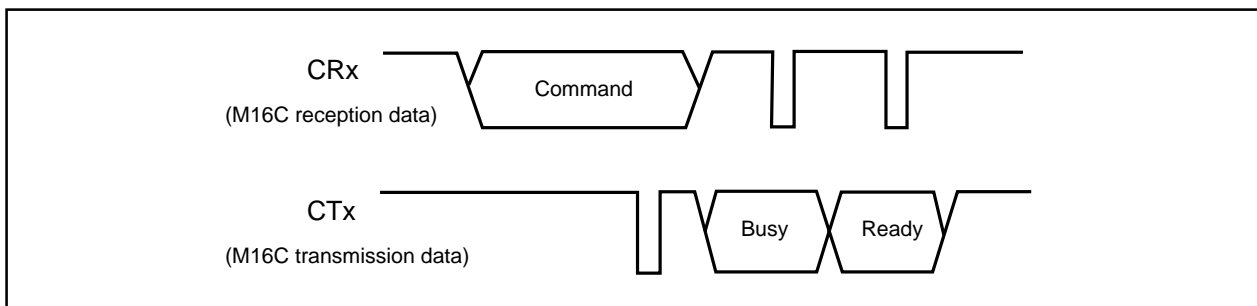 CRx
(M16C reception data)
Command
CTx
(M16C transmission data)
Busy
Ready